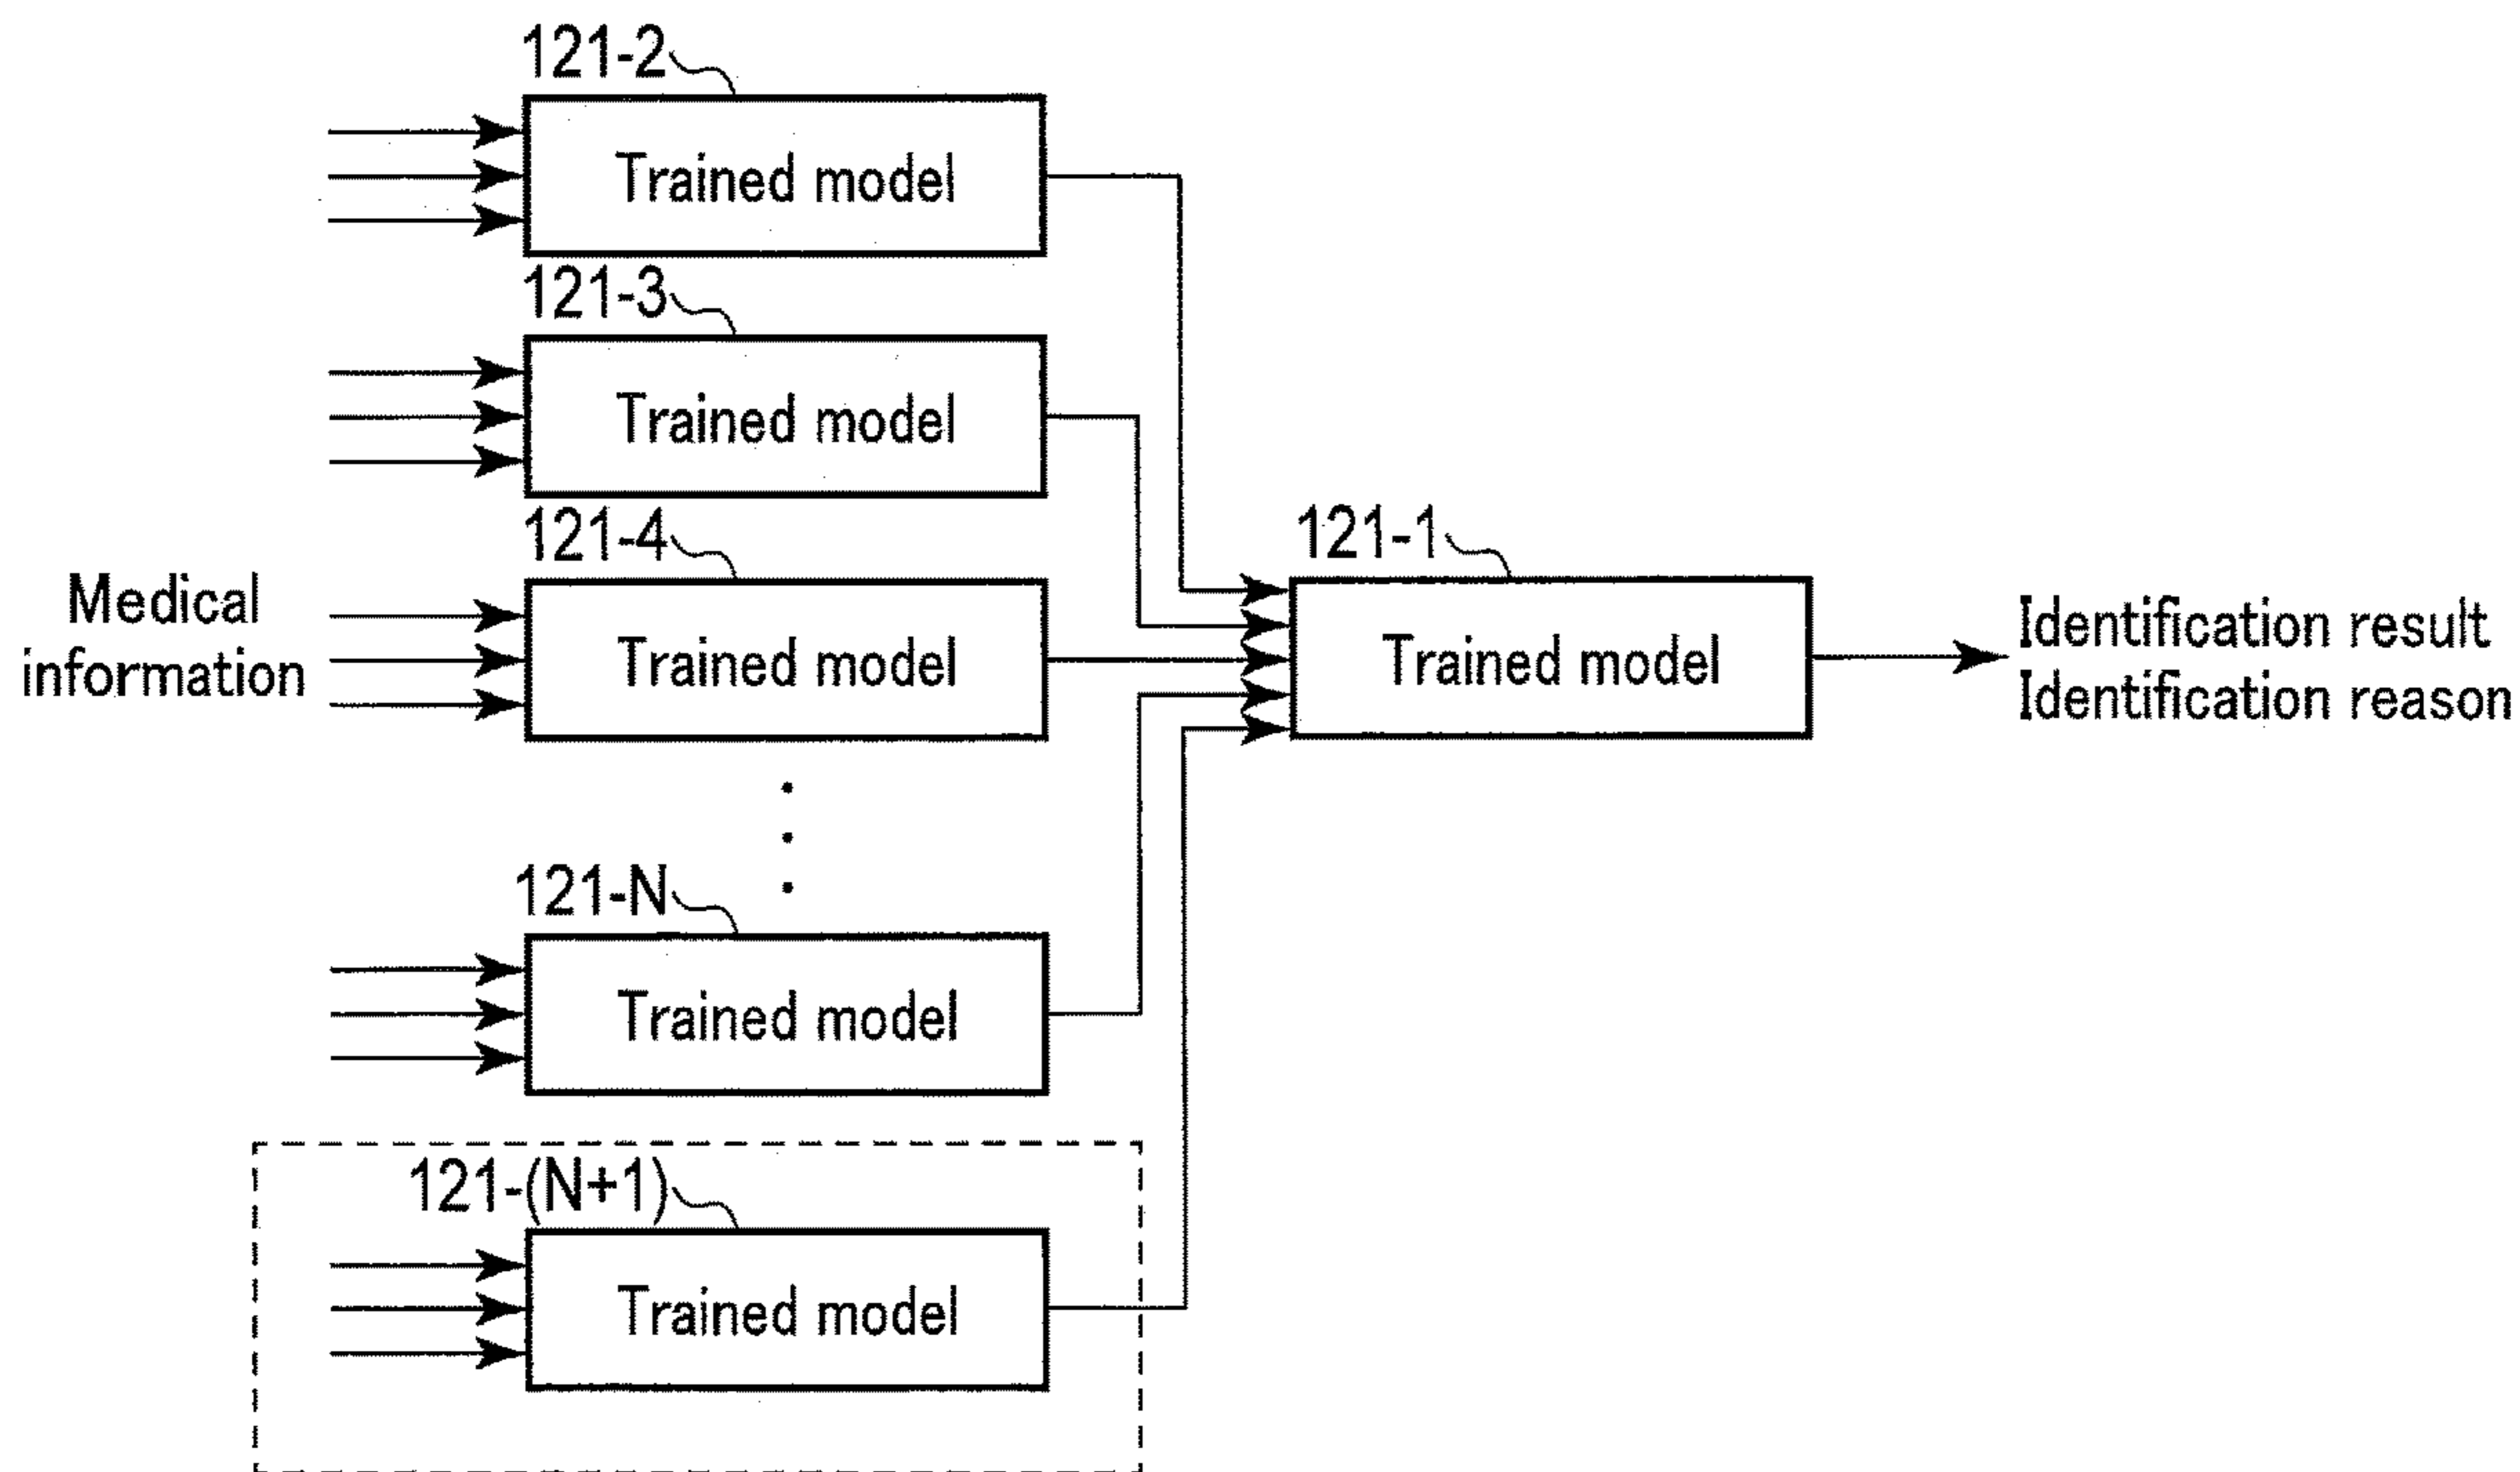 121-2
Trained model
121-3
Trained model
121-4
Trained model
Medical
information
121-1
Trained model
Identification result
Identification reason
121-N
Trained model
121-(N+1)
Trained model